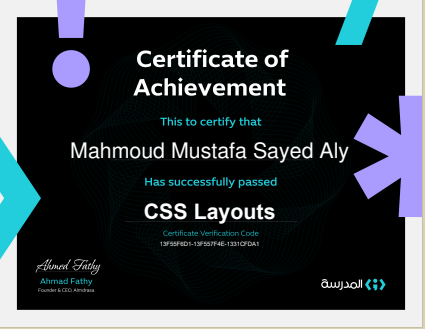 Certificate of
Achievement
This to certify that
Mahmoud Mustafa Sayed Aly
Has successfully passed
CSS Layouts
Certificate Verification Code
13F55F6D1-13F557F4E-1331CFDA1
Ahmed Fathy
Ahmad Fathy
Founder & CEO, Almdrasa
المدرسة